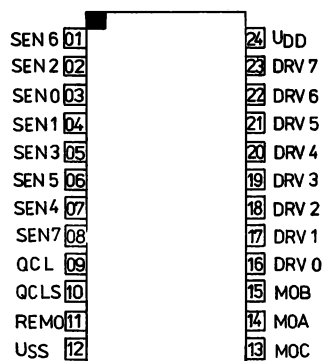 SEN 6 01 24 UDD
SEN 2 02 23 DRV 7
SEN 0 03 22 DRV 6
SEN 1 04 21 DRV 5
SEN 3 05 20 DRV 4
SEN 5 06 19 DRV 3
SEN 4 07 18 DRV 2
SEN 7 08 17 DRV 1
QCL 09 16 DRV 0
QCLS 10 15 MOB
REMO 11 14 MOA
USS 12 13 MOC